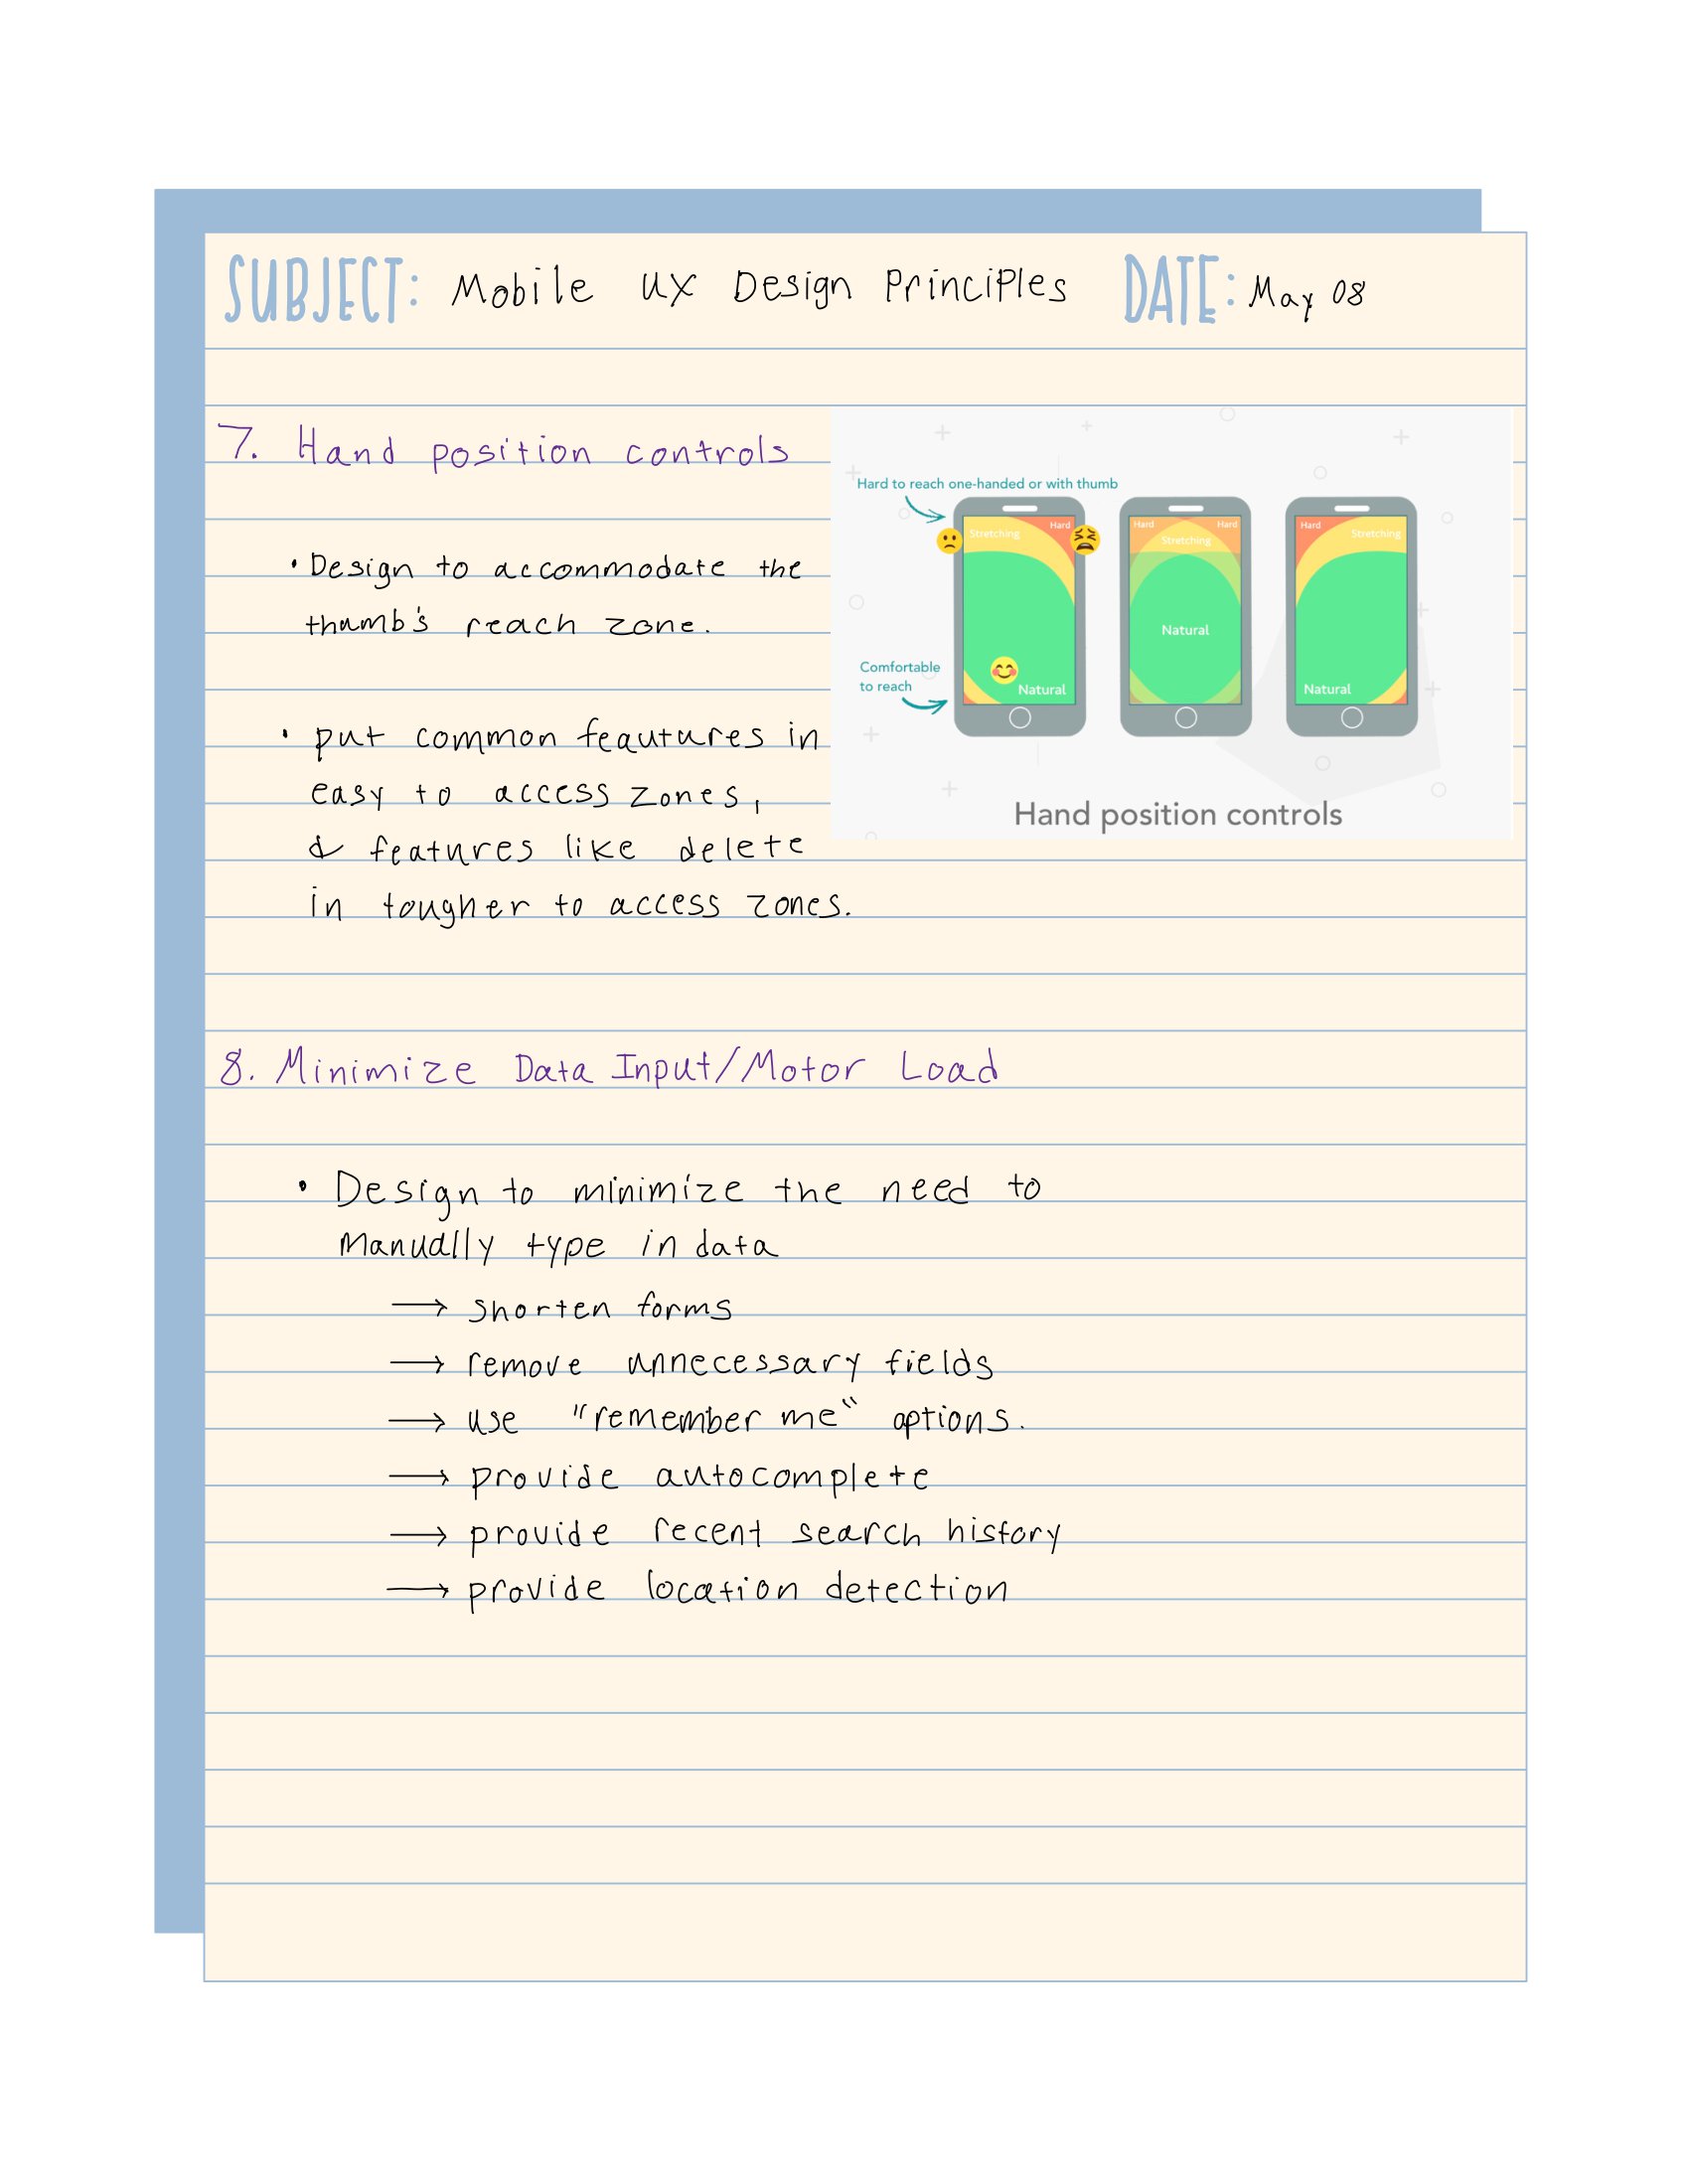 SUBJECT: Mobile UX Design Principles DATE: May 08
7. Hand position controls
• Design to accommodate the
thumb's reach zone.
• put common feautures in
easy to access zones,
& features like delete
in tougher to access zones.
Hard to reach one-handed or with thumb
Stretching Hard
Hard Hard
Stretching
Hard Stretching
Natural
Comfortable
to reach
Natural
Natural
Hand position controls
8. Minimize Data Input/Motor Load
• Design to minimize the need to
manually type in data
→ shorten forms
→ remove unnecessary fields
→ use "remember me" options.
→ provide autocomplete
→ provide recent search history
→ provide location detection